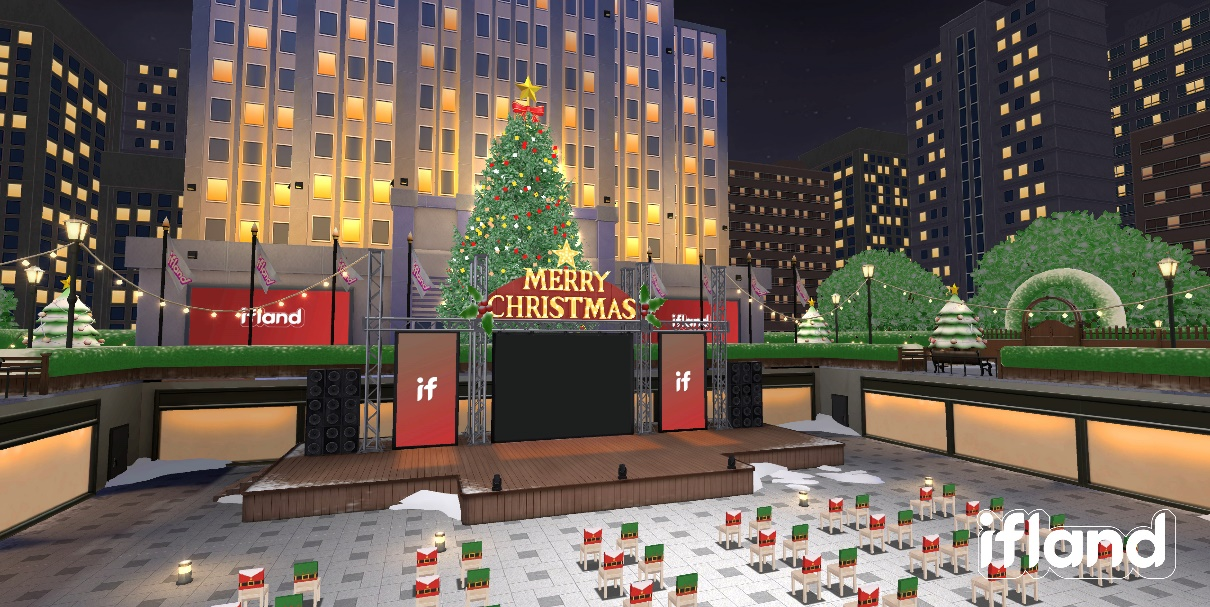 MERRY
CHRISTMAS
ifland
ifland
if
if
ifland